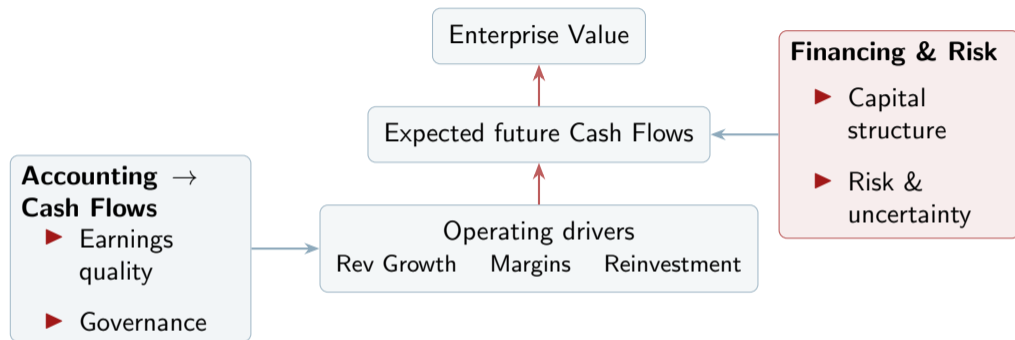 Enterprise Value
Financing & Risk
Capital
structure
Risk &
uncertainty
Expected future Cash Flows
Accounting →
Cash Flows
Earnings
quality
Governance
Operating drivers
Rev Growth Margins Reinvestment